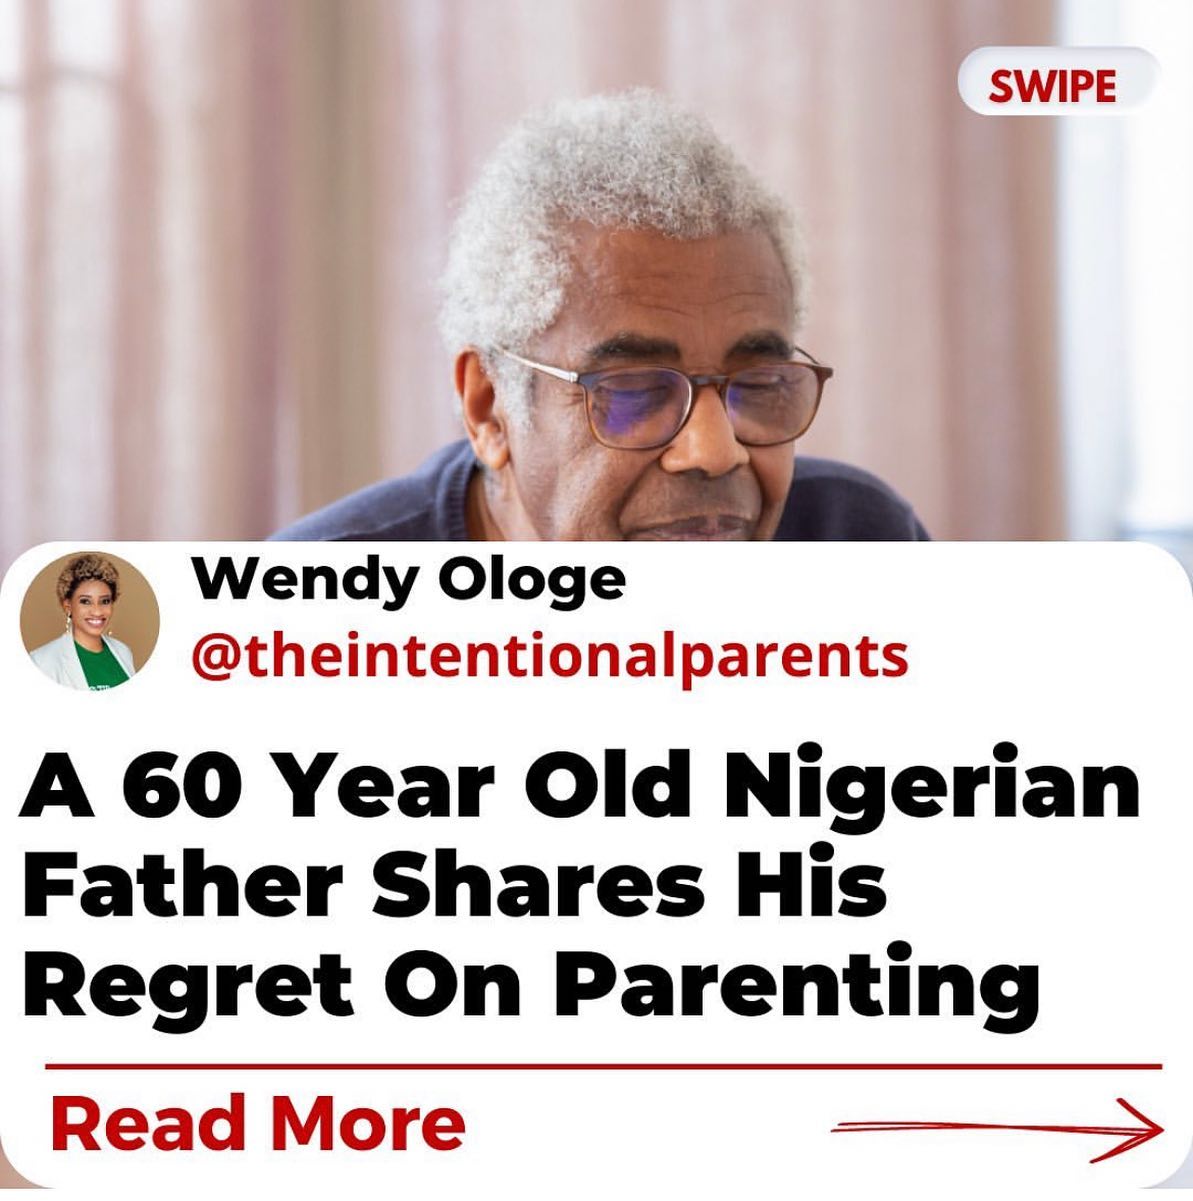 SWIPE
Wendy Ologe
@theintentionalparents
A 60 Year Old Nigerian
Father Shares His
Regret On Parenting
Read More